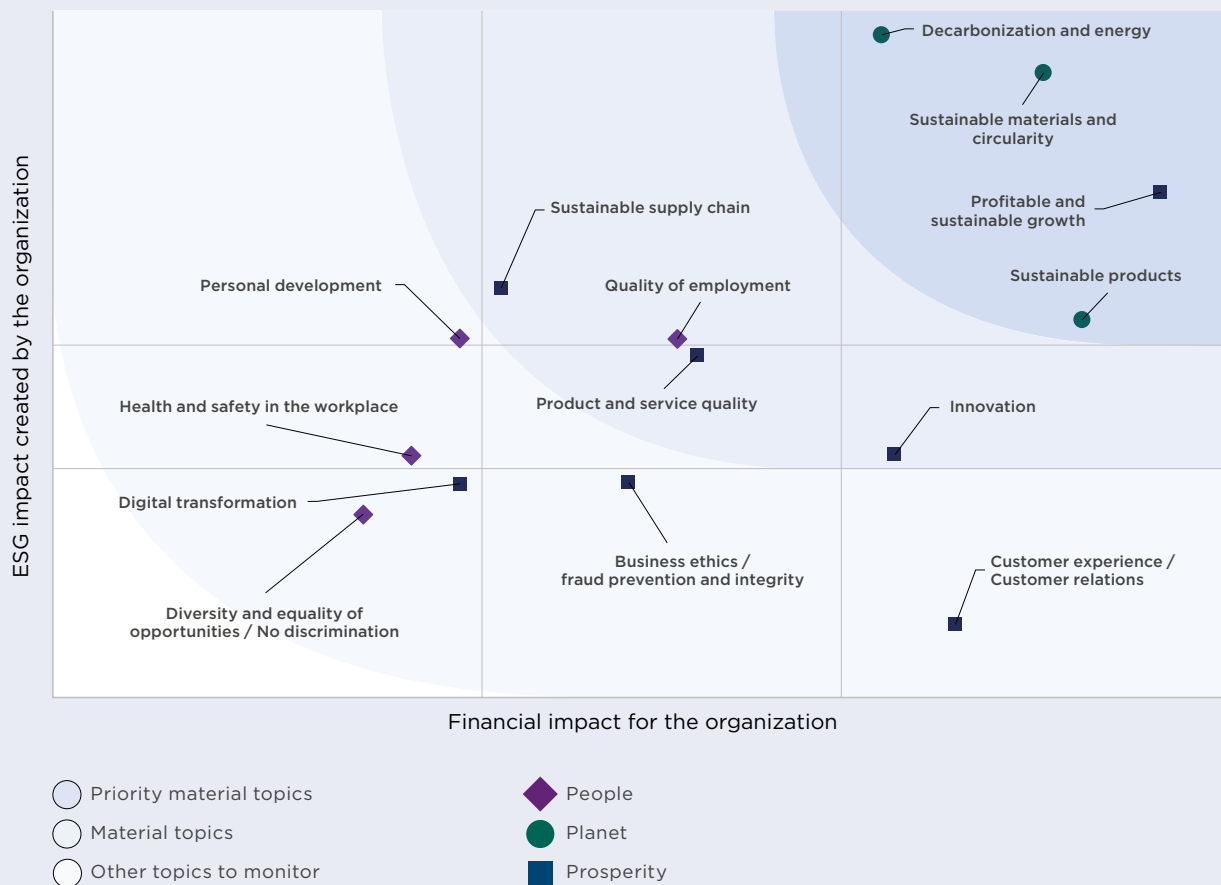 Decarbonization and energy
Sustainable materials and
circularity
Profitable and
sustainable growth
Sustainable supply chain
Sustainable products
Personal development
Quality of employment
Product and service quality
Health and safety in the workplace
Innovation
Digital transformation
Business ethics /
fraud prevention and integrity
Customer experience /
Customer relations
Diversity and equality of
opportunities / No discrimination
ESG impact created by the organization
Financial impact for the organization
Priority material topics
Material topics
Other topics to monitor
People
Planet
Prosperity